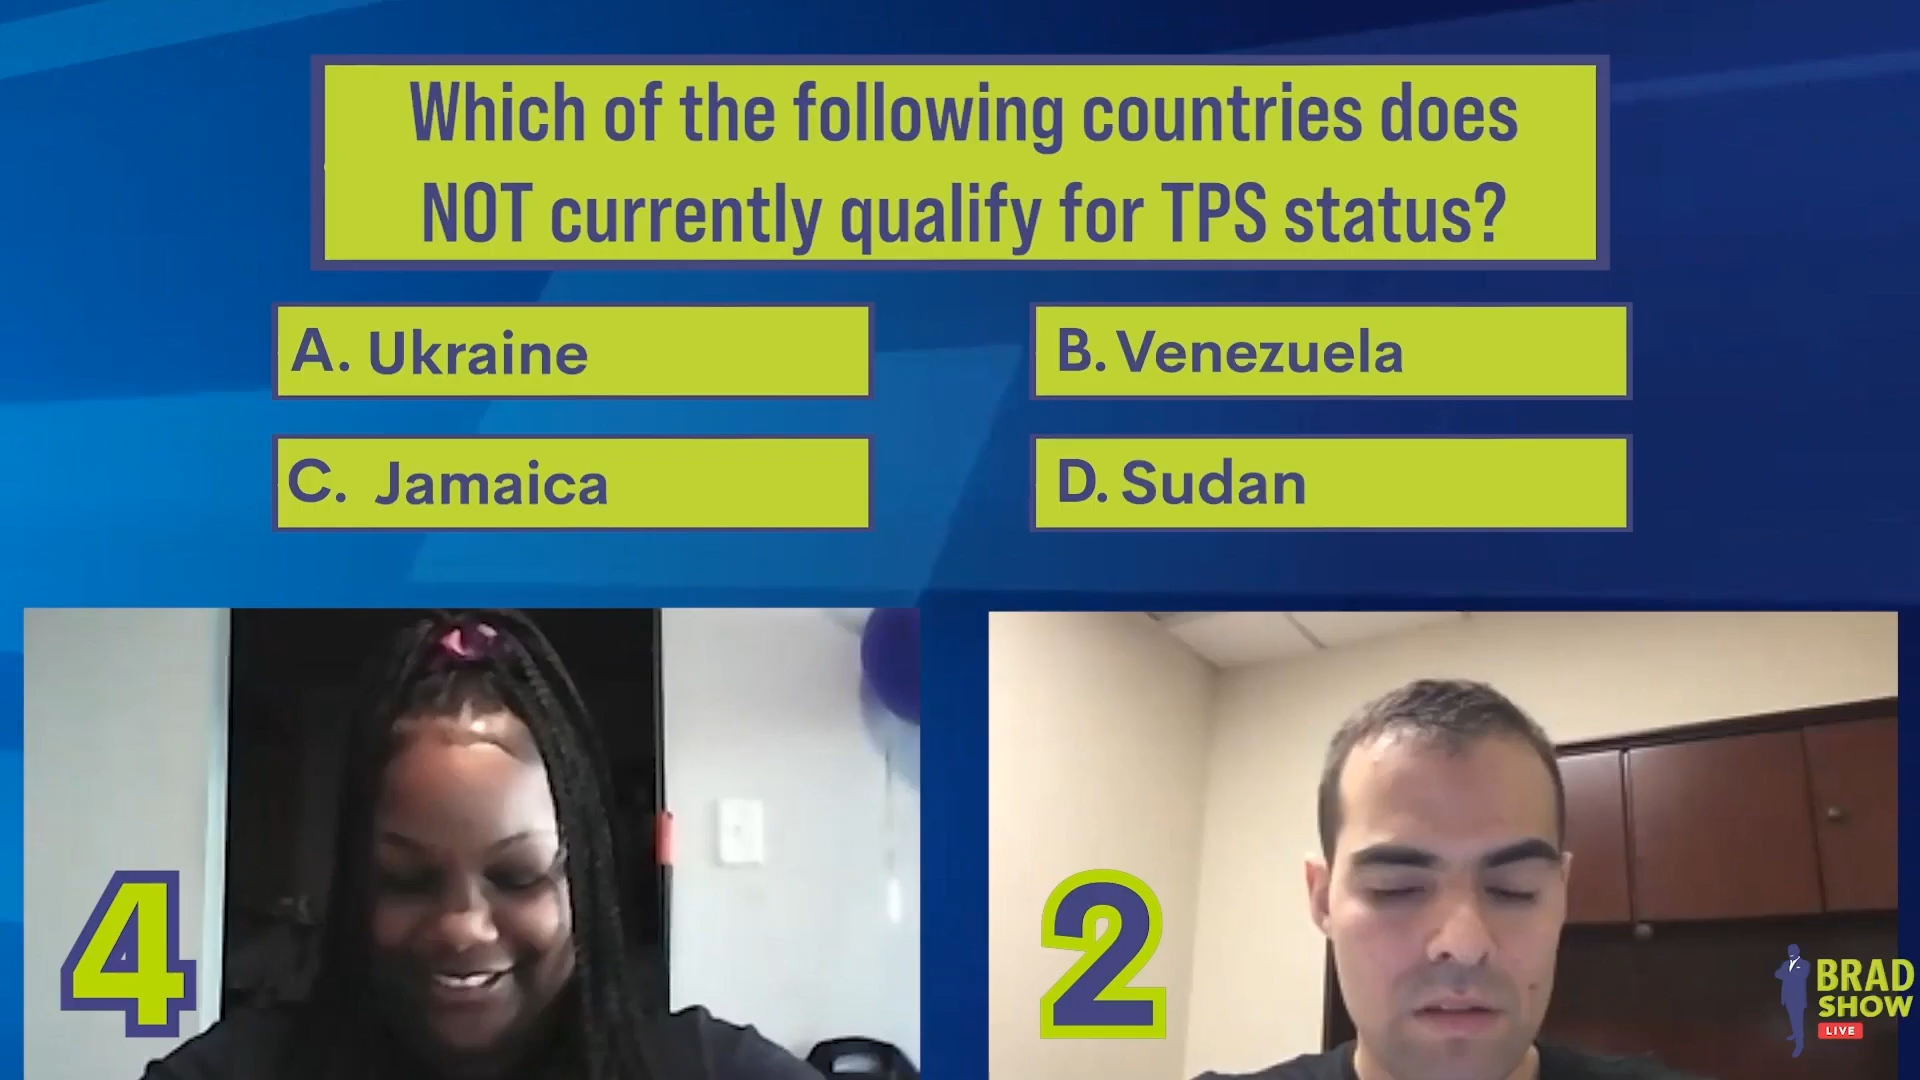 Which of the following countries does
NOT currently qualify for TPS status?
A. Ukraine
B. Venezuela
C. Jamaica
D. Sudan
4
2
BRAD
SHOW
LIVE